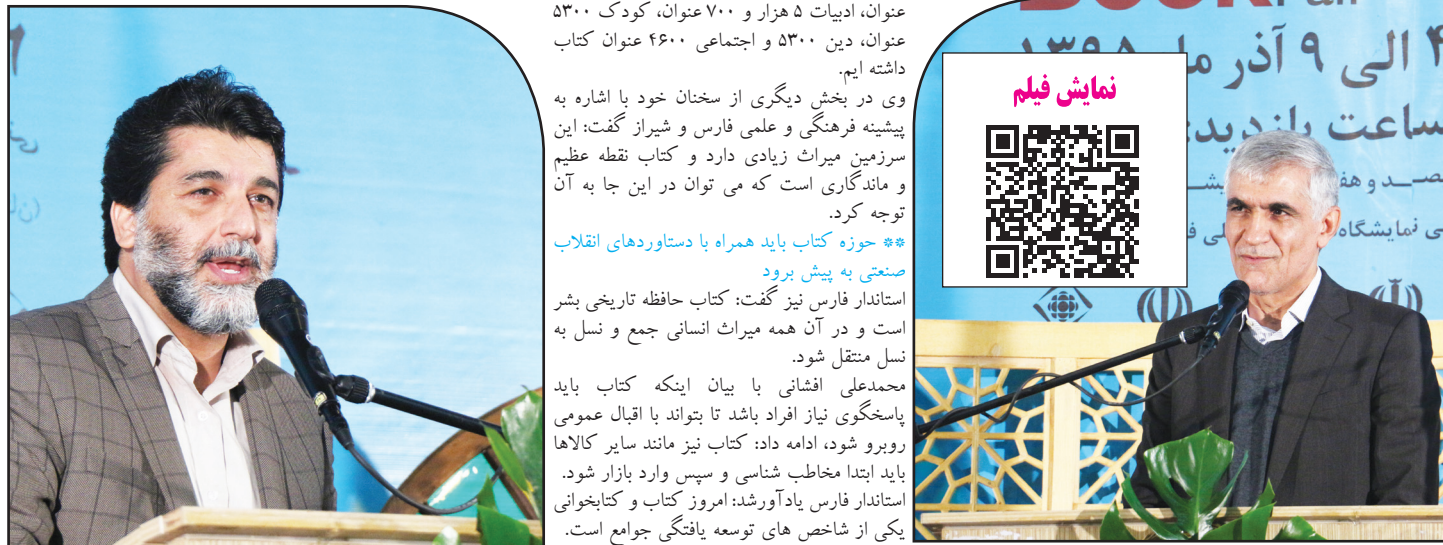 عنوان، ادبیات ۵ هزار و ۷۰۰ عنوان، کودک ۵۳۰۰
عنوان، دین ۵۳۰۰ و اجتماعی ۴۶۰۰ عنوان کتاب
داشته ایم.
وی در بخش دیگری از سخنان خود با اشاره به
پیشینه فرهنگی و علمی فارس و شیراز گفت: این
سرزمین میراث زیادی دارد و کتاب نقطه عظیم
و ماندگاری است که می توان در این جا به آن
توجه کرد.
** حوزه کتاب باید همراه با دستاوردهای انقلاب
صنعتی به پیش برود
استاندار فارس نیز گفت: کتاب حافظه تاریخی بشر
است و در آن همه میراث انسانی جمع و نسل به
نسل منتقل شود.
محمدعلی افشانی با بیان اینکه کتاب باید
پاسخگوی نیاز افراد باشد تا بتواند با اقبال عمومی
روبرو شود، ادامه داد: کتاب نیز مانند سایر کالاها
باید ابتدا مخاطب شناسی و سپس وارد بازار شود.
استاندار فارس یادآورشد: امروز کتاب و کتابخوانی
یکی از شاخص های توسعه یافتگی جوامع است.
الی ۹ آذر
ساعت بازدید:
نمایشگاه
نمایش فیلم